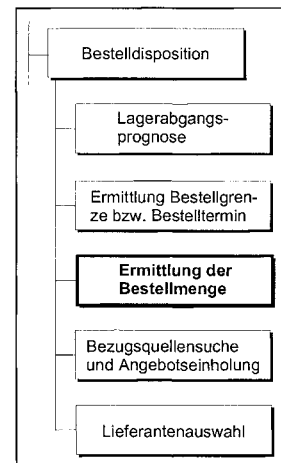 Bestelldisposition
Lagerabgangs-
prognose
Ermittlung Bestellgren-
ze bzw. Bestelltermin
Ermittlung der
Bestellmenge
Bezugsquellensuche
und Angebotseinholung
Lieferantenauswahl